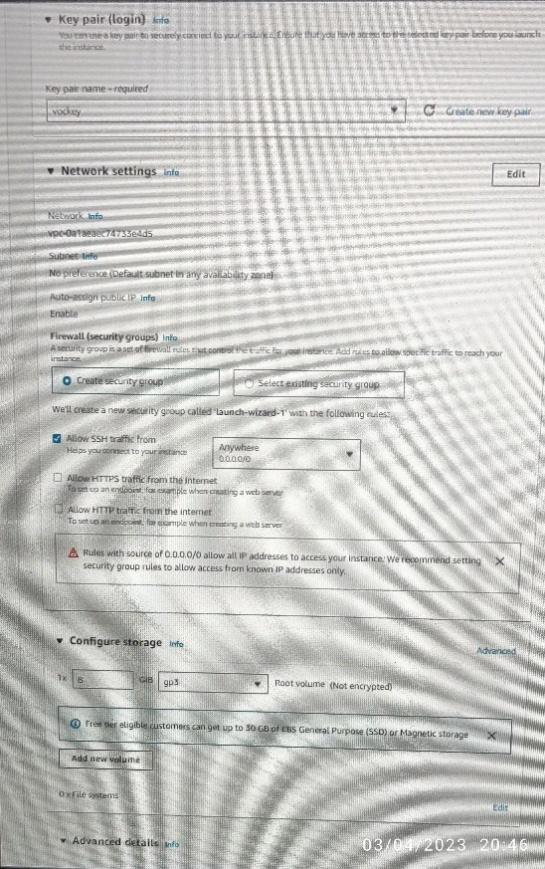 ▼ Key pair (login) Info
You can use a key pair to securely connect to your instance. Ensure that you have access to the selected key pair before you launch
the instance.
Key pair name - required
vockey
Create new key pair
▼ Network settings Info
Edit
Network Info
Subnet Info
No preference (Default subnet in any availability zone)
Auto-assign public IP Info
Enable
Firewall (security groups) Info
A security group is a set of firewall rules that control the traffic for your instance. Add rules to allow specific traffic to reach your
instance.
Create security group
Select existing security group
We'll create a new security group called 'launch-wizard-1' with the following rules:
Allow SSH traffic from
Helps you connect to your instance
Anywhere
0.0.0.0/0
Allow HTTPS traffic from the internet
To set up an endpoint, for example when creating a web server
Allow HTTP traffic from the internet
To set up an endpoint, for example when creating a web server
Rules with source of 0.0.0.0/0 allow all IP addresses to access your instance. We recommend setting
security group rules to allow access from known IP addresses only.
▼ Configure storage Info
Advanced
1x 8 GiB gp3 Root volume (Not encrypted)
Free tier eligible customers can get up to 30 GB of EBS General Purpose (SSD) or Magnetic storage
Add new volume
0 x File systems
Edit
▼ Advanced details Info
03/04/2023 20:46